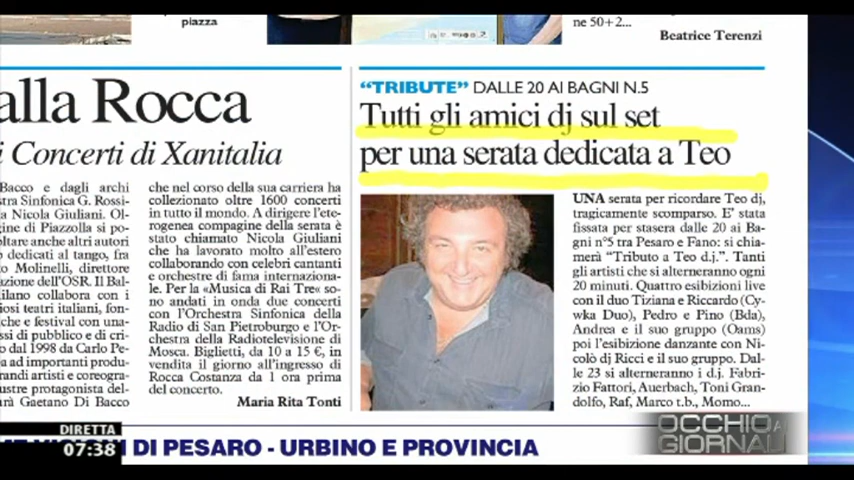 piazza
ne 50+2...
Beatrice Terenzi
alla Rocca
i Concerti di Xanitalia
Bacco e dagli archi
stra Sinfonica G. Rossi-
a Nicola Giuliani. Ol-
gine di Piazzolla si po-
oltare anche altri autori
o dedicati al tango, fra
o Molinelli, direttore
azione dell'OSR. Il Bal-
ilano collabora con i
iosi teatri italiani, fon-
che e festival con una-
ssi di pubblico e di cri-
o dal 1998 da Carlo Pe-
a ad importanti produ-
randi artisti e coreogra-
lustre protagonista del-
arà Gaetano Di Bacco
che nel corso della sua carriera ha
collezionato oltre 1600 concerti
in tutto il mondo. A dirigere l'ete-
rogenea compagine della serata è
stato chiamato Nicola Giuliani
che ha lavorato molto all'estero
collaborando con celebri cantanti
e orchestre di fama internaziona-
le. Per la «Musica di Rai Tre» so-
no andati in onda due concerti
con l'Orchestra Sinfonica della
Radio di San Pietroburgo e l'Or-
chestra della Radiotelevisione di
Mosca. Biglietti, da 10 a 15 €, in
vendita il giorno all'ingresso di
Rocca Costanza da 1 ora prima
del concerto.
Maria Rita Tonti
“TRIBUTE” DALLE 20 AI BAGNI N.5
Tutti gli amici dj sul set
per una serata dedicata a Teo
UNA serata per ricordare Teo dj,
tragicamente scomparso. E' stata
fissata per stasera dalle 20 ai Ba-
gni n°5 tra Pesaro e Fano: si chia-
merà “Tributo a Teo d.j.”. Tanti
gli artisti che si alterneranno ogni
20 minuti. Quattro esibizioni live
con il duo Tiziana e Riccardo (Cy-
wka Duo), Pedro e Pino (Bda),
Andrea e il suo gruppo (Oams)
poi l'esibizione danzante con Ni-
colò dj Ricci e il suo gruppo. Dal-
le 23 si alterneranno i d.j. Fabri-
zio Fattori, Auerbach, Toni Gran-
dolfo, Raf, Marco t.b., Momo...
DIRETTA
07:38
DI PESARO - URBINO E PROVINCIA
OCCHIO AI
GIORNALI